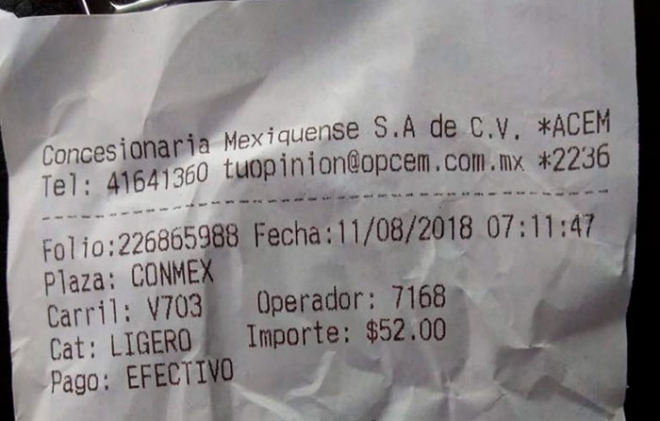 Concesionaria Mexiquense S.A de C.V. *ACEM
Tel: 41641360 tuopinion@opcem.com.mx *2236
Folio:226865988 Fecha:11/08/2018 07:11:47
Plaza: CONMEX
Carril: V703 Operador: 7168
Cat: LIGERO Importe: $52.00
Pago: EFECTIVO